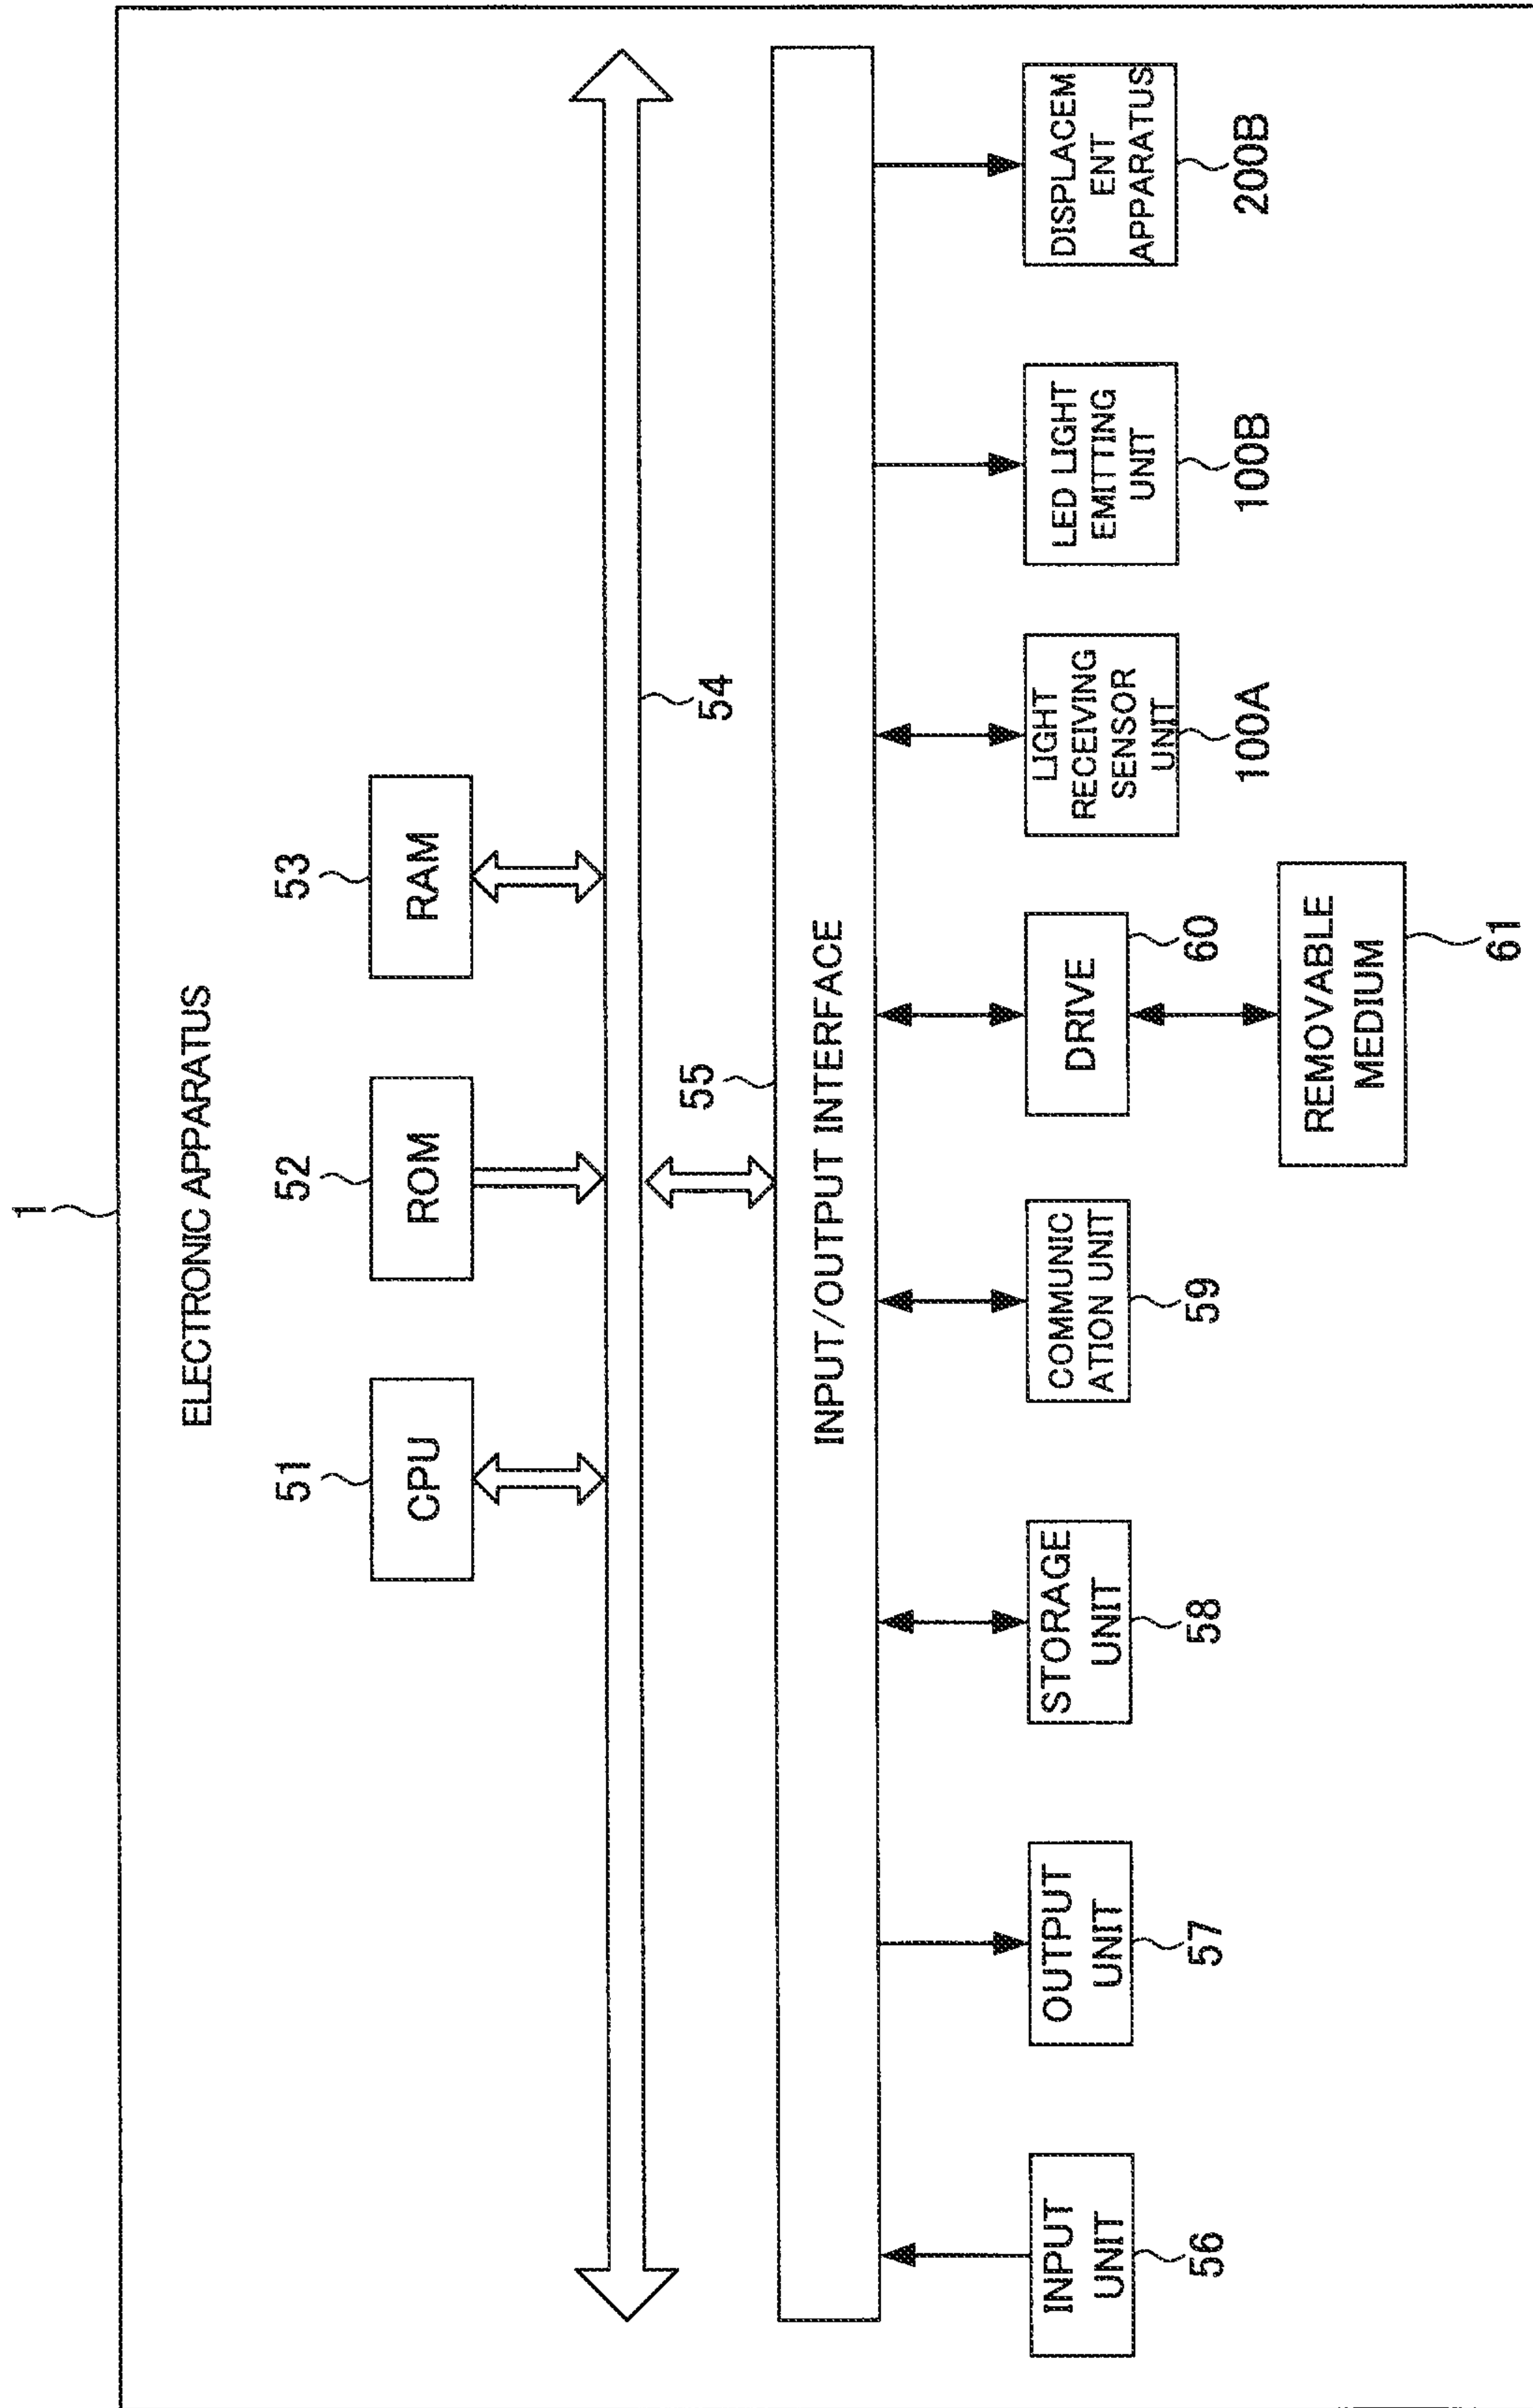 1
ELECTRONIC APPARATUS
51
52
53
CPU
ROM
RAM
54
55
INPUT/OUTPUT INTERFACE
INPUT
UNIT
56
OUTPUT
UNIT
57
STORAGE
UNIT
58
COMMUNIC
ATION UNIT
59
DRIVE
60
REMOVABLE
MEDIUM
61
LIGHT
RECEIVING
SENSOR
UNIT
100A
LED LIGHT
EMITTING
UNIT
100B
DISPLACEM
ENT
APPARATUS
200B